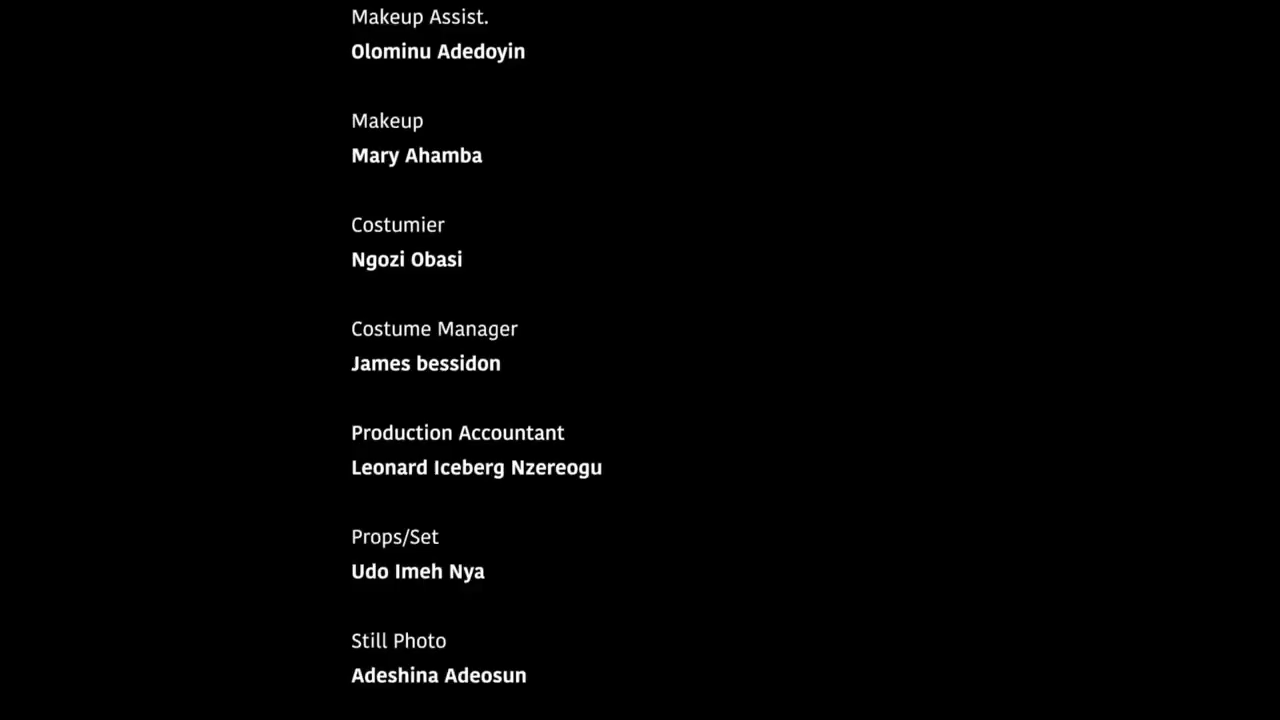 Makeup Assist.
Olominu Adedoyin
Makeup
Mary Ahamba
Costumier
Ngozi Obasi
Costume Manager
James bessidon
Production Accountant
Leonard Iceberg Nzereogu
Props/Set
Udo Imeh Nya
Still Photo
Adeshina Adeosun